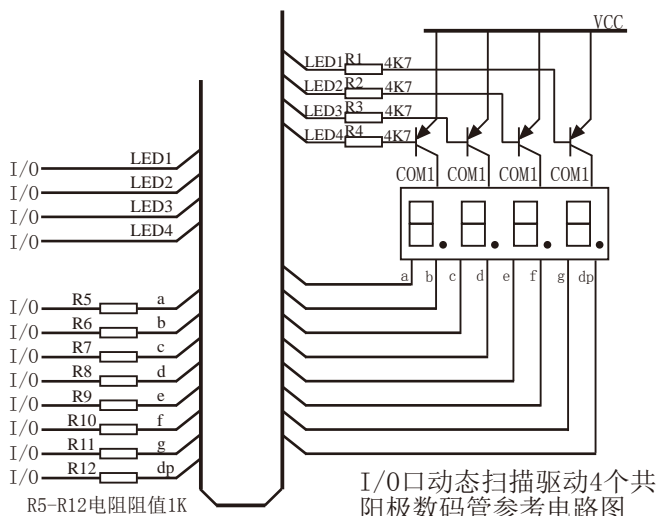 VCC
LED1 R1 4K7
LED2 R2 4K7
LED3 R3 4K7
LED4 R4 4K7
COM1 COM1 COM1 COM1
I/O LED1
I/O LED2
I/O LED3
I/O LED4
a b c d e f g dp
I/O R5 a
I/O R6 b
I/O R7 c
I/O R8 d
I/O R9 e
I/O R10 f
I/O R11 g
I/O R12 dp
R5-R12电阻阻值1K
I/O口动态扫描驱动4个共
阳极数码管参考电路图